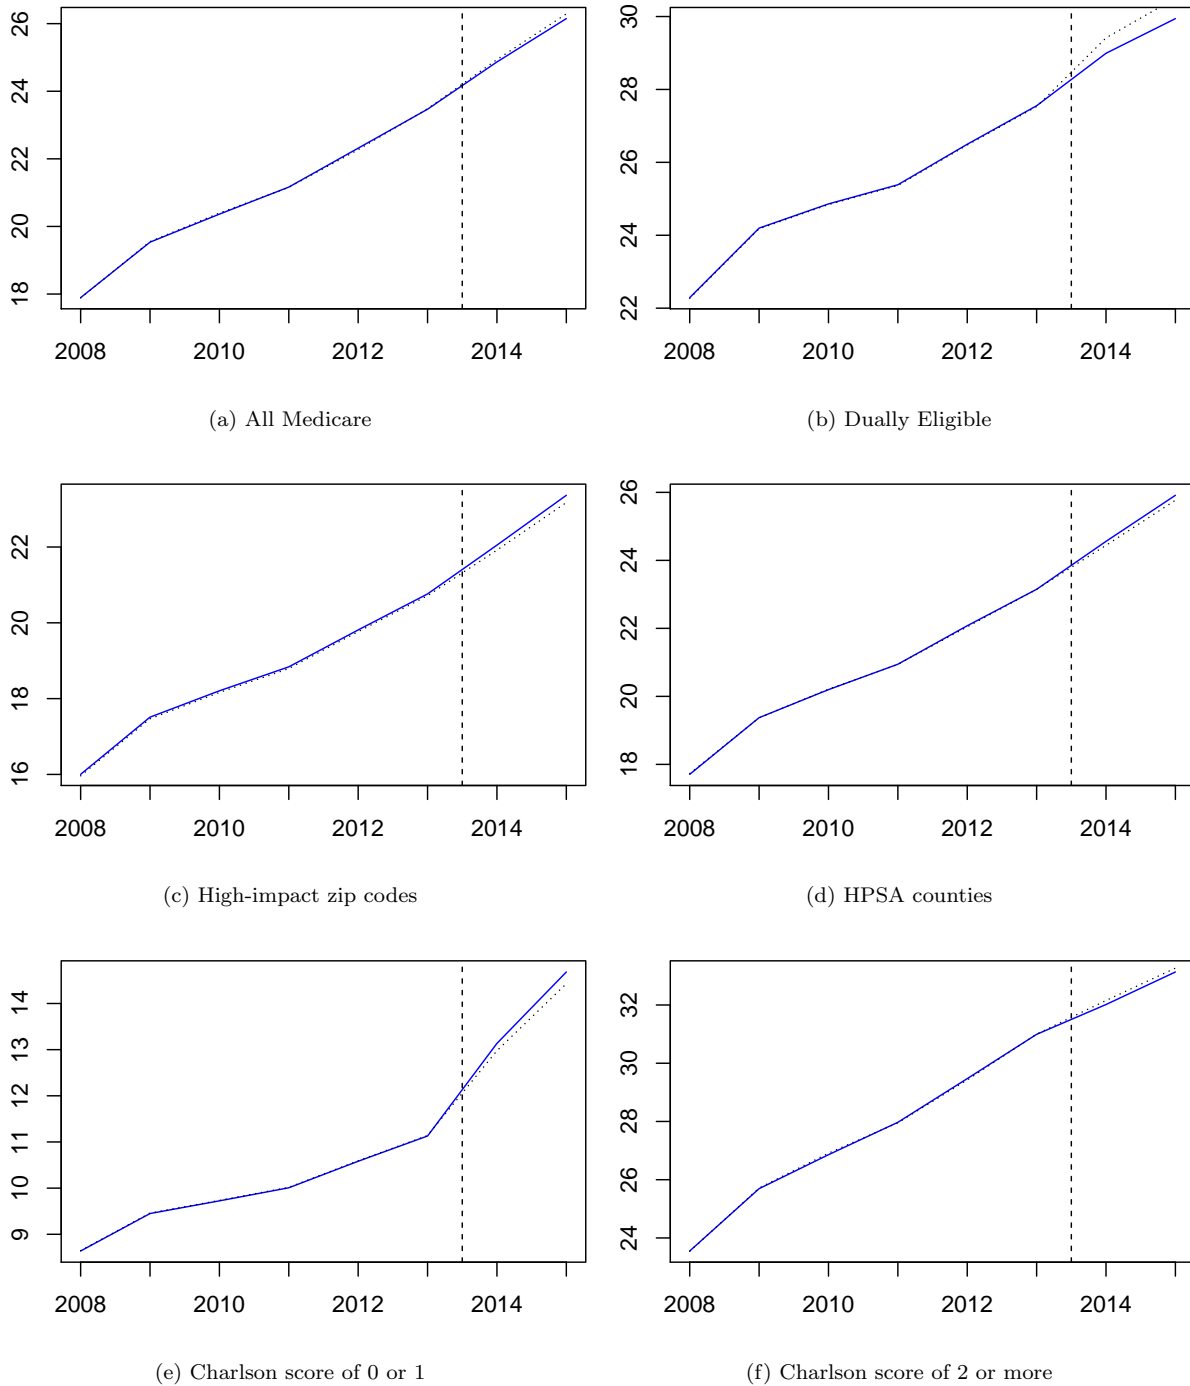 26
24
22
20
18
2008 2010 2012 2014
(a) All Medicare
30
28
26
24
22
2008 2010 2012 2014
(b) Dually Eligible
22
20
18
16
2008 2010 2012 2014
(c) High-impact zip codes
26
24
22
20
18
2008 2010 2012 2014
(d) HPSA counties
14
13
12
11
10
9
2008 2010 2012 2014
(e) Charlson score of 0 or 1
32
30
28
26
24
2008 2010 2012 2014
(f) Charlson score of 2 or more